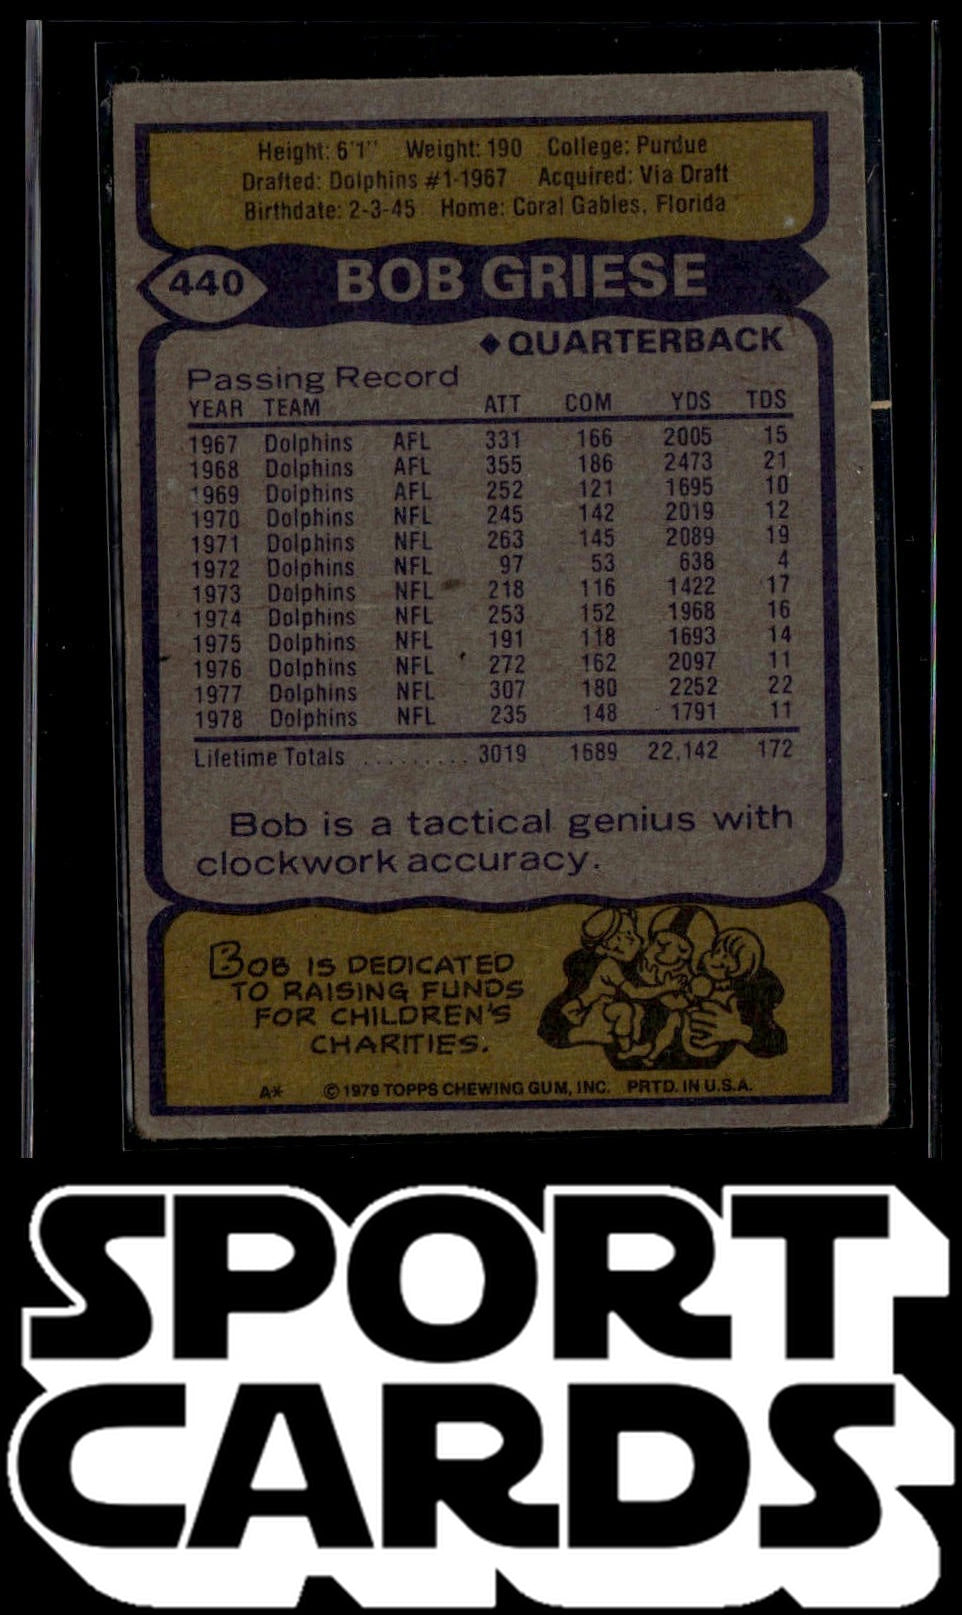 Height: 6'1" Weight: 190 College: Purdue
Drafted: Dolphins #1-1967 Acquired: Via Draft
Birthdate: 2-3-45 Home: Coral Gables, Florida
440 BOB GRIESE
◆ QUARTERBACK
Passing Record
YEAR TEAM ATT COM YDS TDS
1967 Dolphins AFL 331 166 2005 15
1968 Dolphins AFL 355 186 2473 21
1969 Dolphins AFL 252 121 1695 10
1970 Dolphins NFL 245 142 2019 12
1971 Dolphins NFL 263 145 2089 19
1972 Dolphins NFL 97 53 638 4
1973 Dolphins NFL 218 116 1422 17
1974 Dolphins NFL 253 152 1968 16
1975 Dolphins NFL 191 118 1693 14
1976 Dolphins NFL 272 162 2097 11
1977 Dolphins NFL 307 180 2252 22
1978 Dolphins NFL 235 148 1791 11
Lifetime Totals ......... 3019 1689 22,142 172
Bob is a tactical genius with
clockwork accuracy.
BOB IS DEDICATED
TO RAISING FUNDS
FOR CHILDREN'S
CHARITIES.
A* © 1979 TOPPS CHEWING GUM, INC. PRTD. IN U.S.A.
SPORT
CARDS